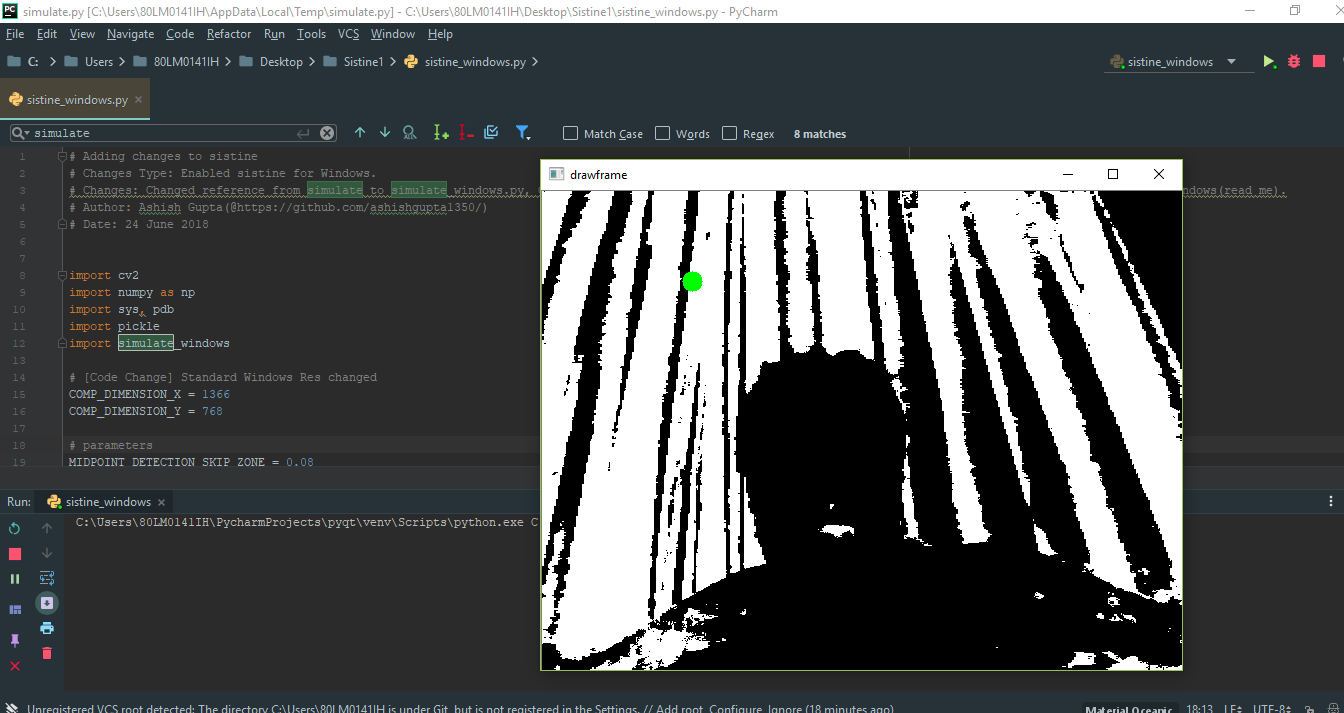 simulate.py [C:\Users\80LM0141IH\AppData\Local\Temp\simulate.py] - C:\Users\80LM0141IH\Desktop\Sistine1\sistine_windows.py - PyCharm
File Edit View Navigate Code Refactor Run Tools VCS Window Help
C: Users 80LM0141IH Desktop Sistine1 sistine_windows.py
sistine_windows
sistine_windows.py
simulate
Match Case Words Regex 8 matches
1 # Adding changes to sistine
2 # Changes Type: Enabled sistine for Windows.
3 # Changes: Changed reference from simulate to simulate_windows.py,
ndows(read me).
4 # Author: Ashish Gupta(@https://github.com/ashishgupta1350/)
5 # Date: 24 June 2018
6
7
8 import cv2
9 import numpy as np
10 import sys, pdb
11 import pickle
12 import simulate_windows
13
14 # [Code Change] Standard Windows Res changed
15 COMP_DIMENSION_X = 1366
16 COMP_DIMENSION_Y = 768
17
18 # parameters
19 MIDPOINT_DETECTION_SKIP_ZONE = 0.08
drawframe
Run: sistine_windows
C:\Users\80LM0141IH\PycharmProjects\pyqt\venv\Scripts\python.exe C
Unregistered VCS root detected: The directory C:\Users\80LM0141IH is under Git, but is not registered in the Settings. // Add root Configure Ignore (18 minutes ago)
Material Oceanic 18:13 LF UTF-8